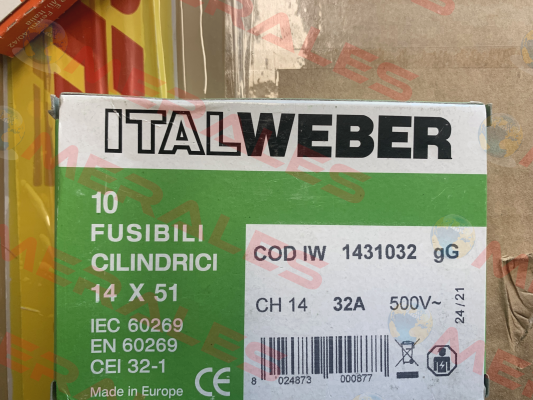 ITALWEBER
10
FUSIBILI
CILINDRICI
14 X 51
IEC 60269
EN 60269
CEI 32-1
Made in Europe
CE
COD IW 1431032 gG
CH 14 32A 500V~
24/21
8 024873 000877
MERALES